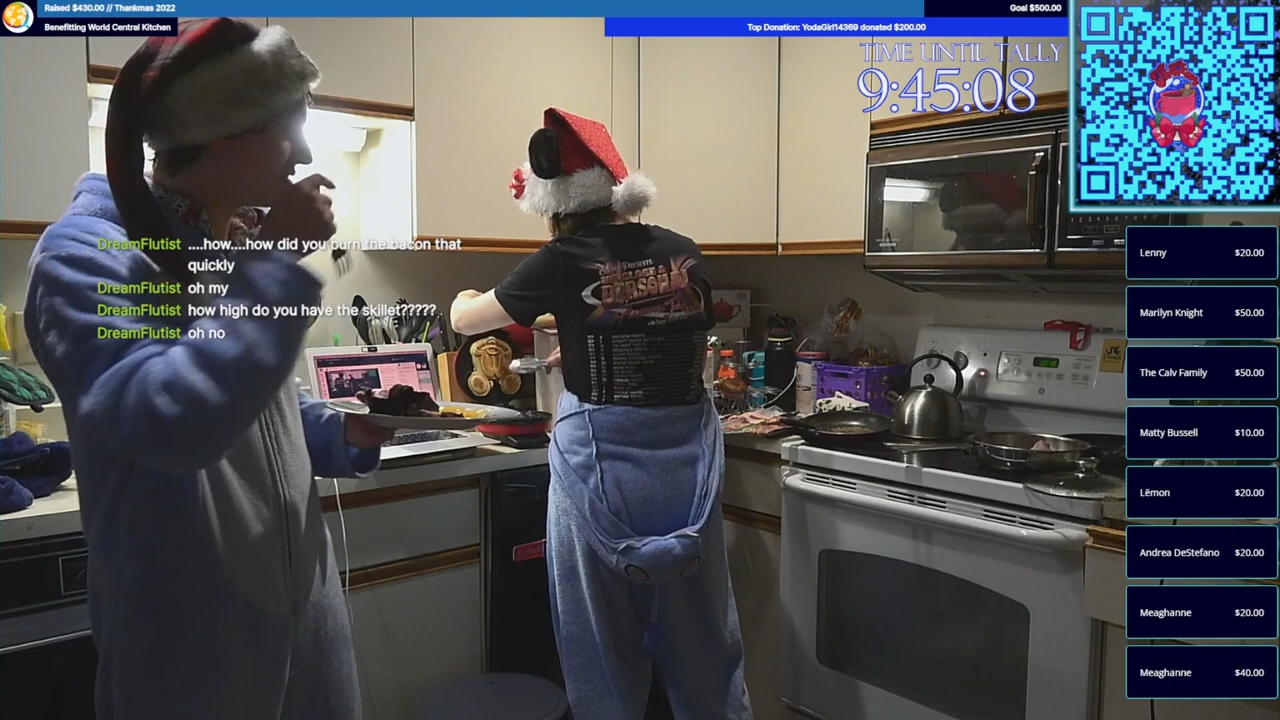 Raised $430.00 // Thankmas 2022
Goal $500.00
Benefitting World Central Kitchen
Top Donation: YodaGirl14369 donated $200.00
TIME UNTIL TALLY
9:45:08
DreamFlutist ....how....how did you burn the bacon that
quickly
DreamFlutist oh my
DreamFlutist how high do you have the skillet?????
DreamFlutist oh no
Lenny $20.00
Marilyn Knight $50.00
The Calv Family $50.00
Matty Bussell $10.00
Lēmon $20.00
Andrea DeStefano $20.00
Meaghanne $20.00
Meaghanne $40.00